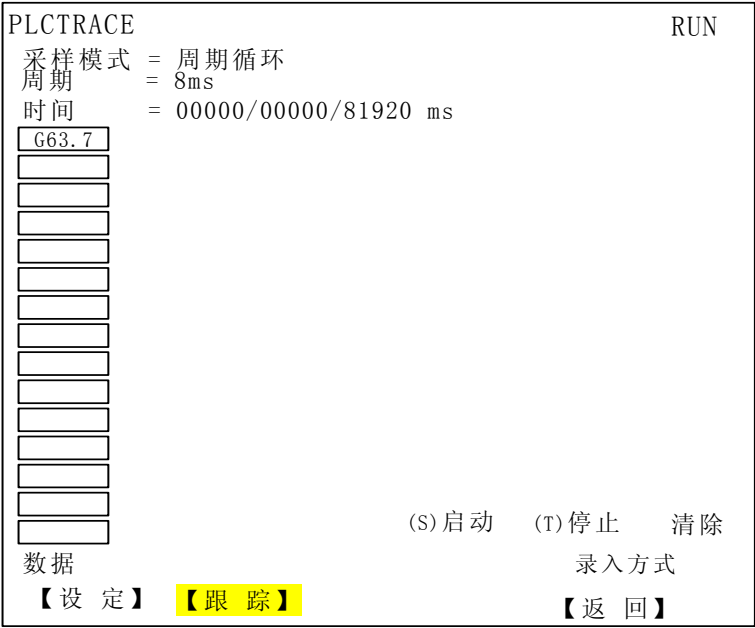 PLCTRACE RUN
采样模式 = 周期循环
周期 = 8ms
时间 = 00000/00000/81920 ms
G63.7
(S)启动 (T)停止 清除
数据 录入方式
【设 定】 【跟 踪】 【返 回】